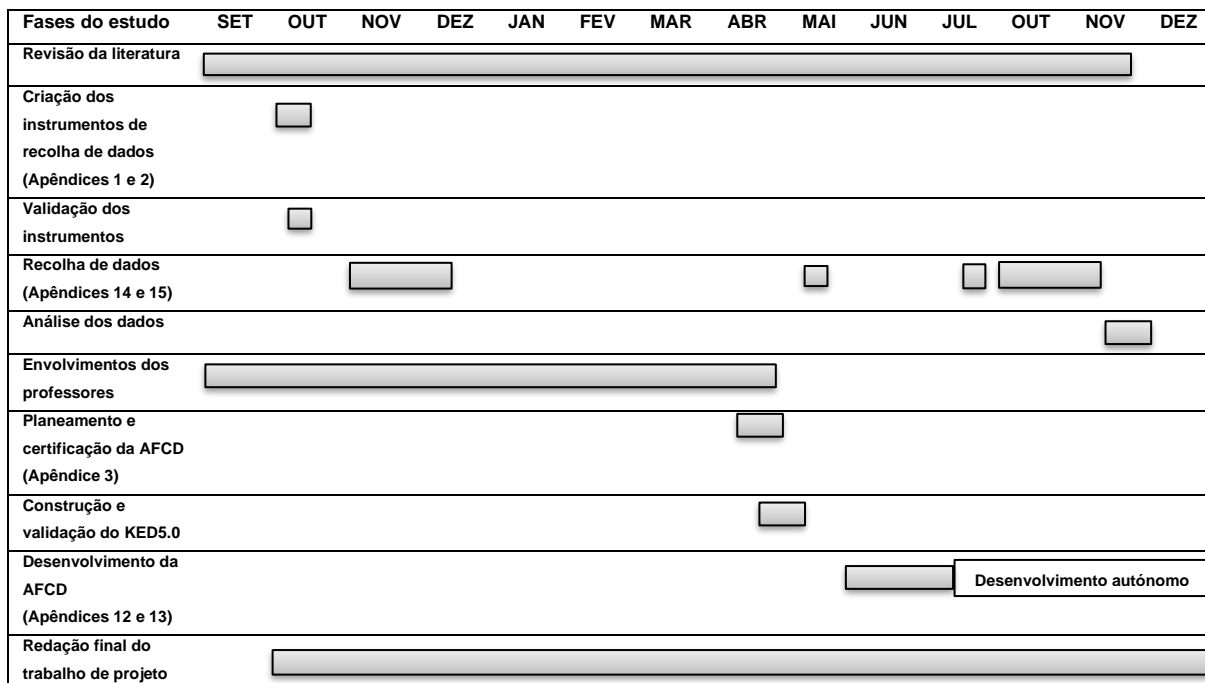 Fases do estudo SET OUT NOV DEZ JAN FEV MAR ABR MAI JUN JUL OUT NOV DEZ
Revisão da literatura
Criação dos
instrumentos de
recolha de dados
(Apêndices 1 e 2)
Validação dos
instrumentos
Recolha de dados
(Apêndices 14 e 15)
Análise dos dados
Envolvimentos dos
professores
Planeamento e
certificação da AFCD
(Apêndice 3)
Construção e
validação do KED5.0
Desenvolvimento da
AFCD
(Apêndices 12 e 13)
Desenvolvimento autónomo
Redação final do
trabalho de projeto